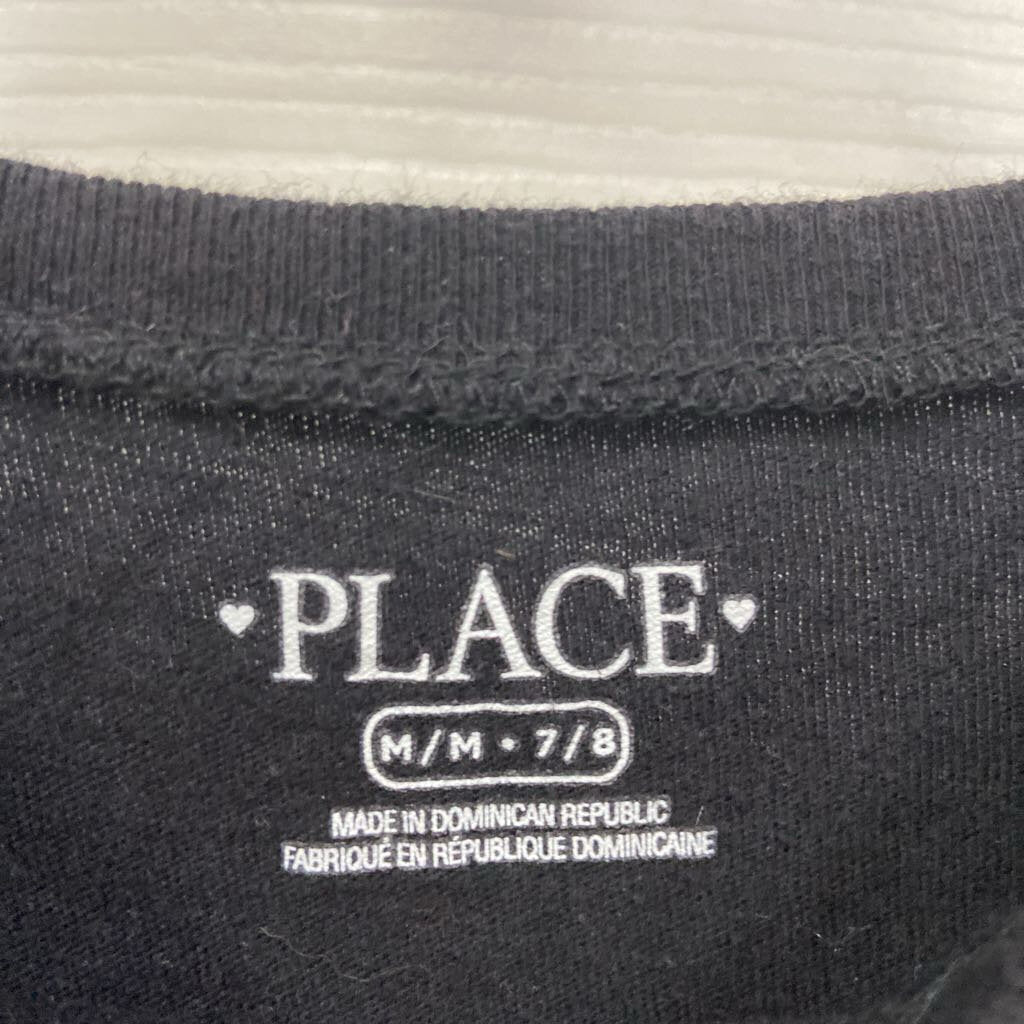 PLACE
M/M • 7/8
MADE IN DOMINICAN REPUBLIC
FABRIQUÉ EN RÉPUBLIQUE DOMINICAINE